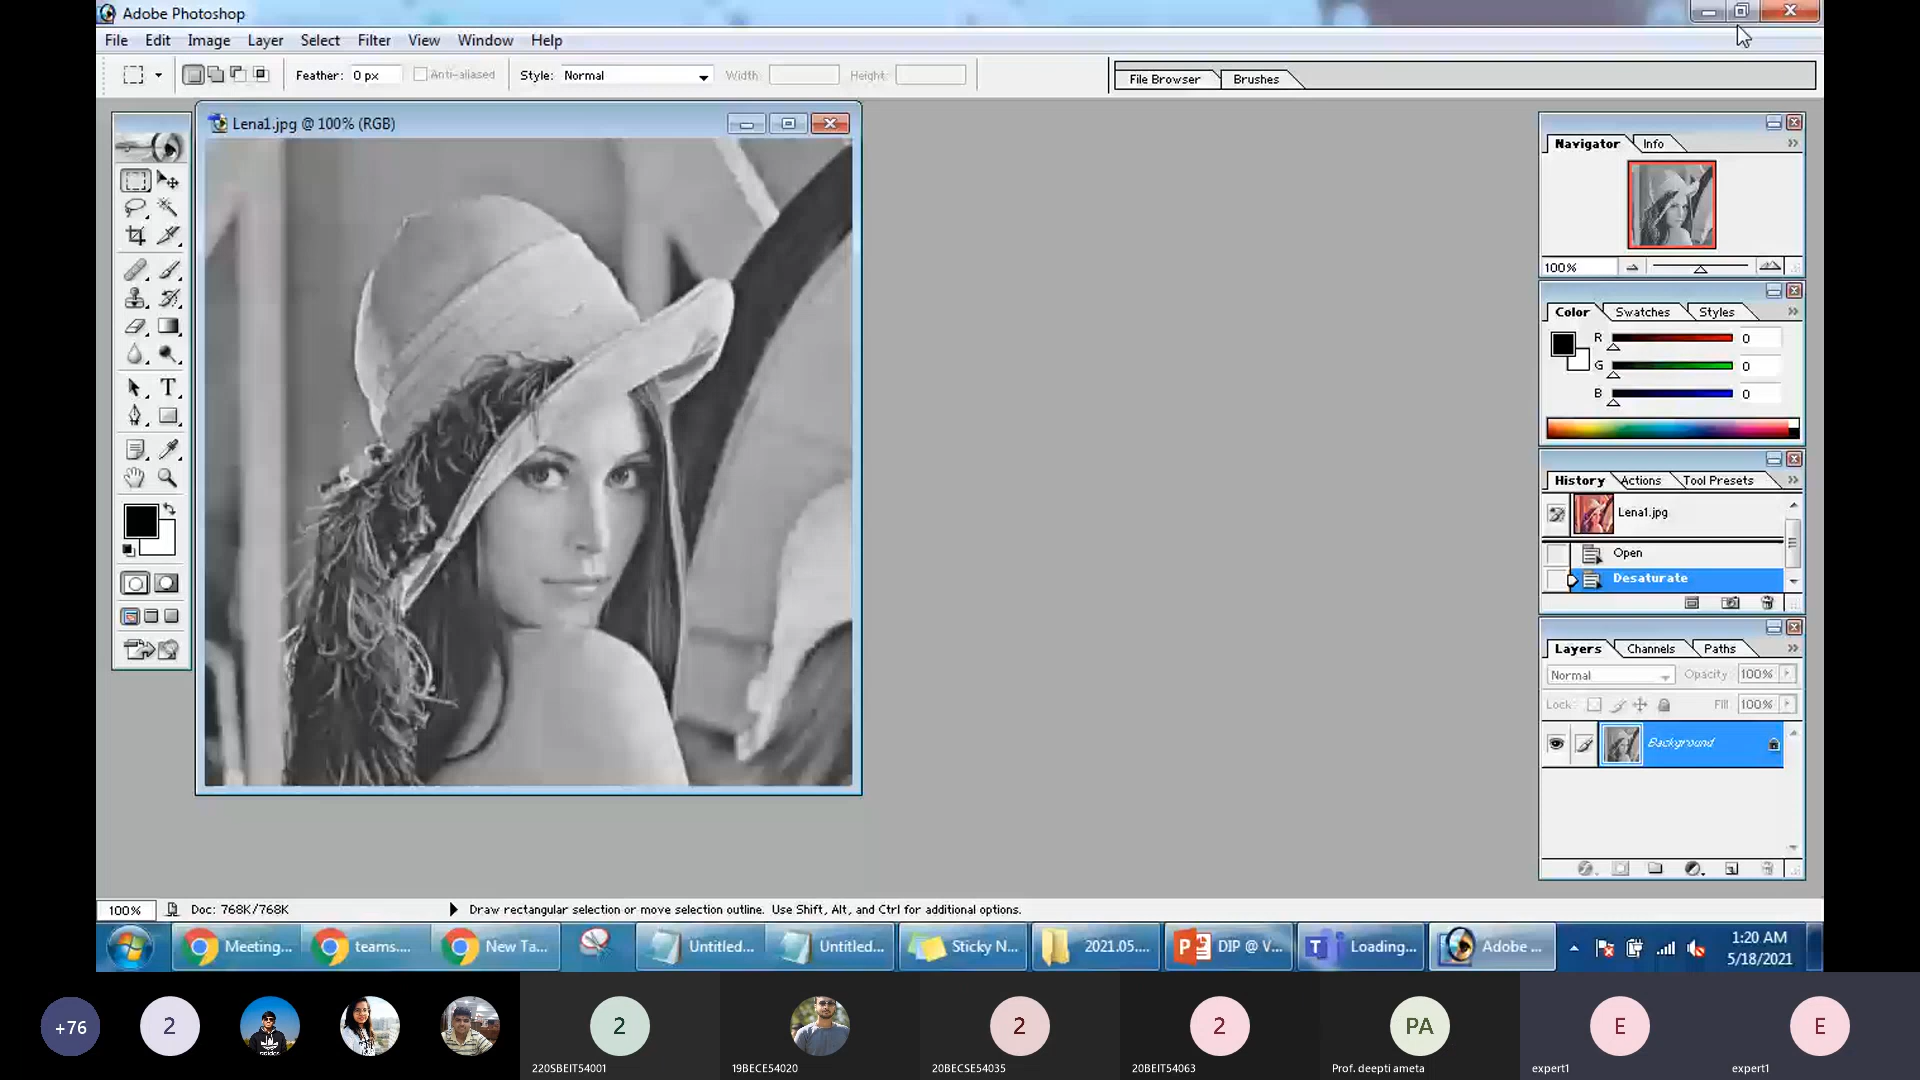 Adobe Photoshop
File Edit Image Layer Select Filter View Window Help
Feather: 0 px Anti-aliased Style: Normal Width: Height:
File Browser Brushes
Lena1.jpg @ 100% (RGB)
Navigator Info
100%
Color Swatches Styles
R 0
G 0
B 0
T
History Actions Tool Presets
Lena1.jpg
Open
Desaturate
Layers Channels Paths
Normal Opacity: 100%
Lock: Fill: 100%
Background
100% Doc: 768K/768K Draw rectangular selection or move selection outline. Use Shift, Alt, and Ctrl for additional options.
Meeting... teams.... New Ta... Untitled... Untitled... Sticky N... 2021.05.... DIP @ V... Loading... Adobe ...
1:20 AM
5/18/2021
+76 2 2 2 2 PA E E
220SBEIT54001 19BECE54020 20BECSE54035 20BEIT54063 Prof. deepti ameta expert1 expert1